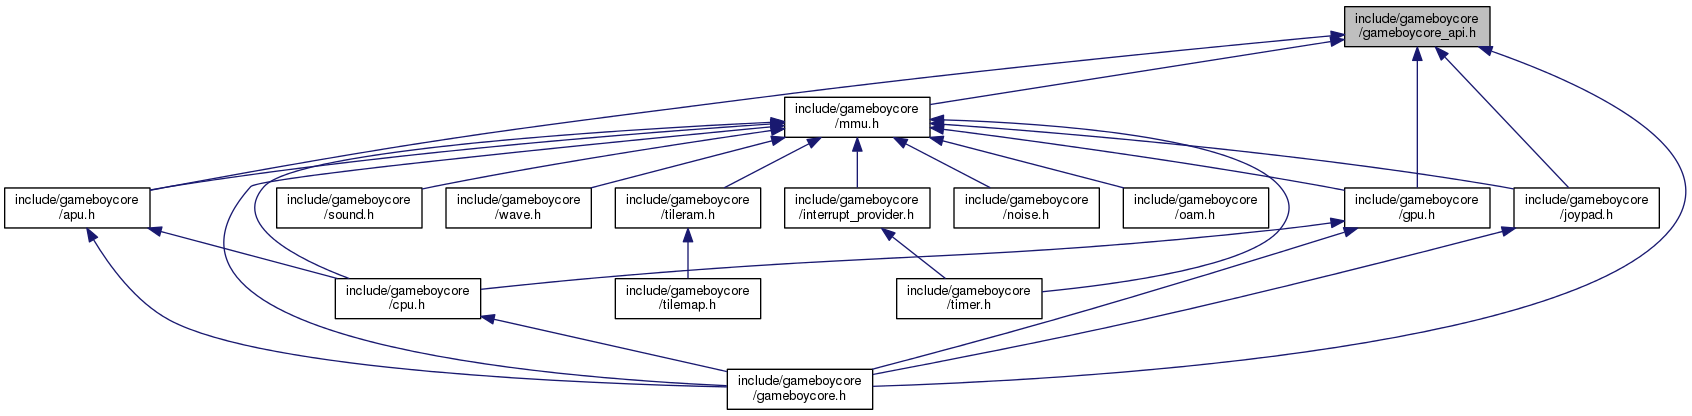 include/gameboycore
/gameboycore_api.h
include/gameboycore
/mmu.h
include/gameboycore
/apu.h
include/gameboycore
/sound.h
include/gameboycore
/wave.h
include/gameboycore
/tileram.h
include/gameboycore
/interrupt_provider.h
include/gameboycore
/noise.h
include/gameboycore
/oam.h
include/gameboycore
/gpu.h
include/gameboycore
/joypad.h
include/gameboycore
/cpu.h
include/gameboycore
/tilemap.h
include/gameboycore
/timer.h
include/gameboycore
/gameboycore.h